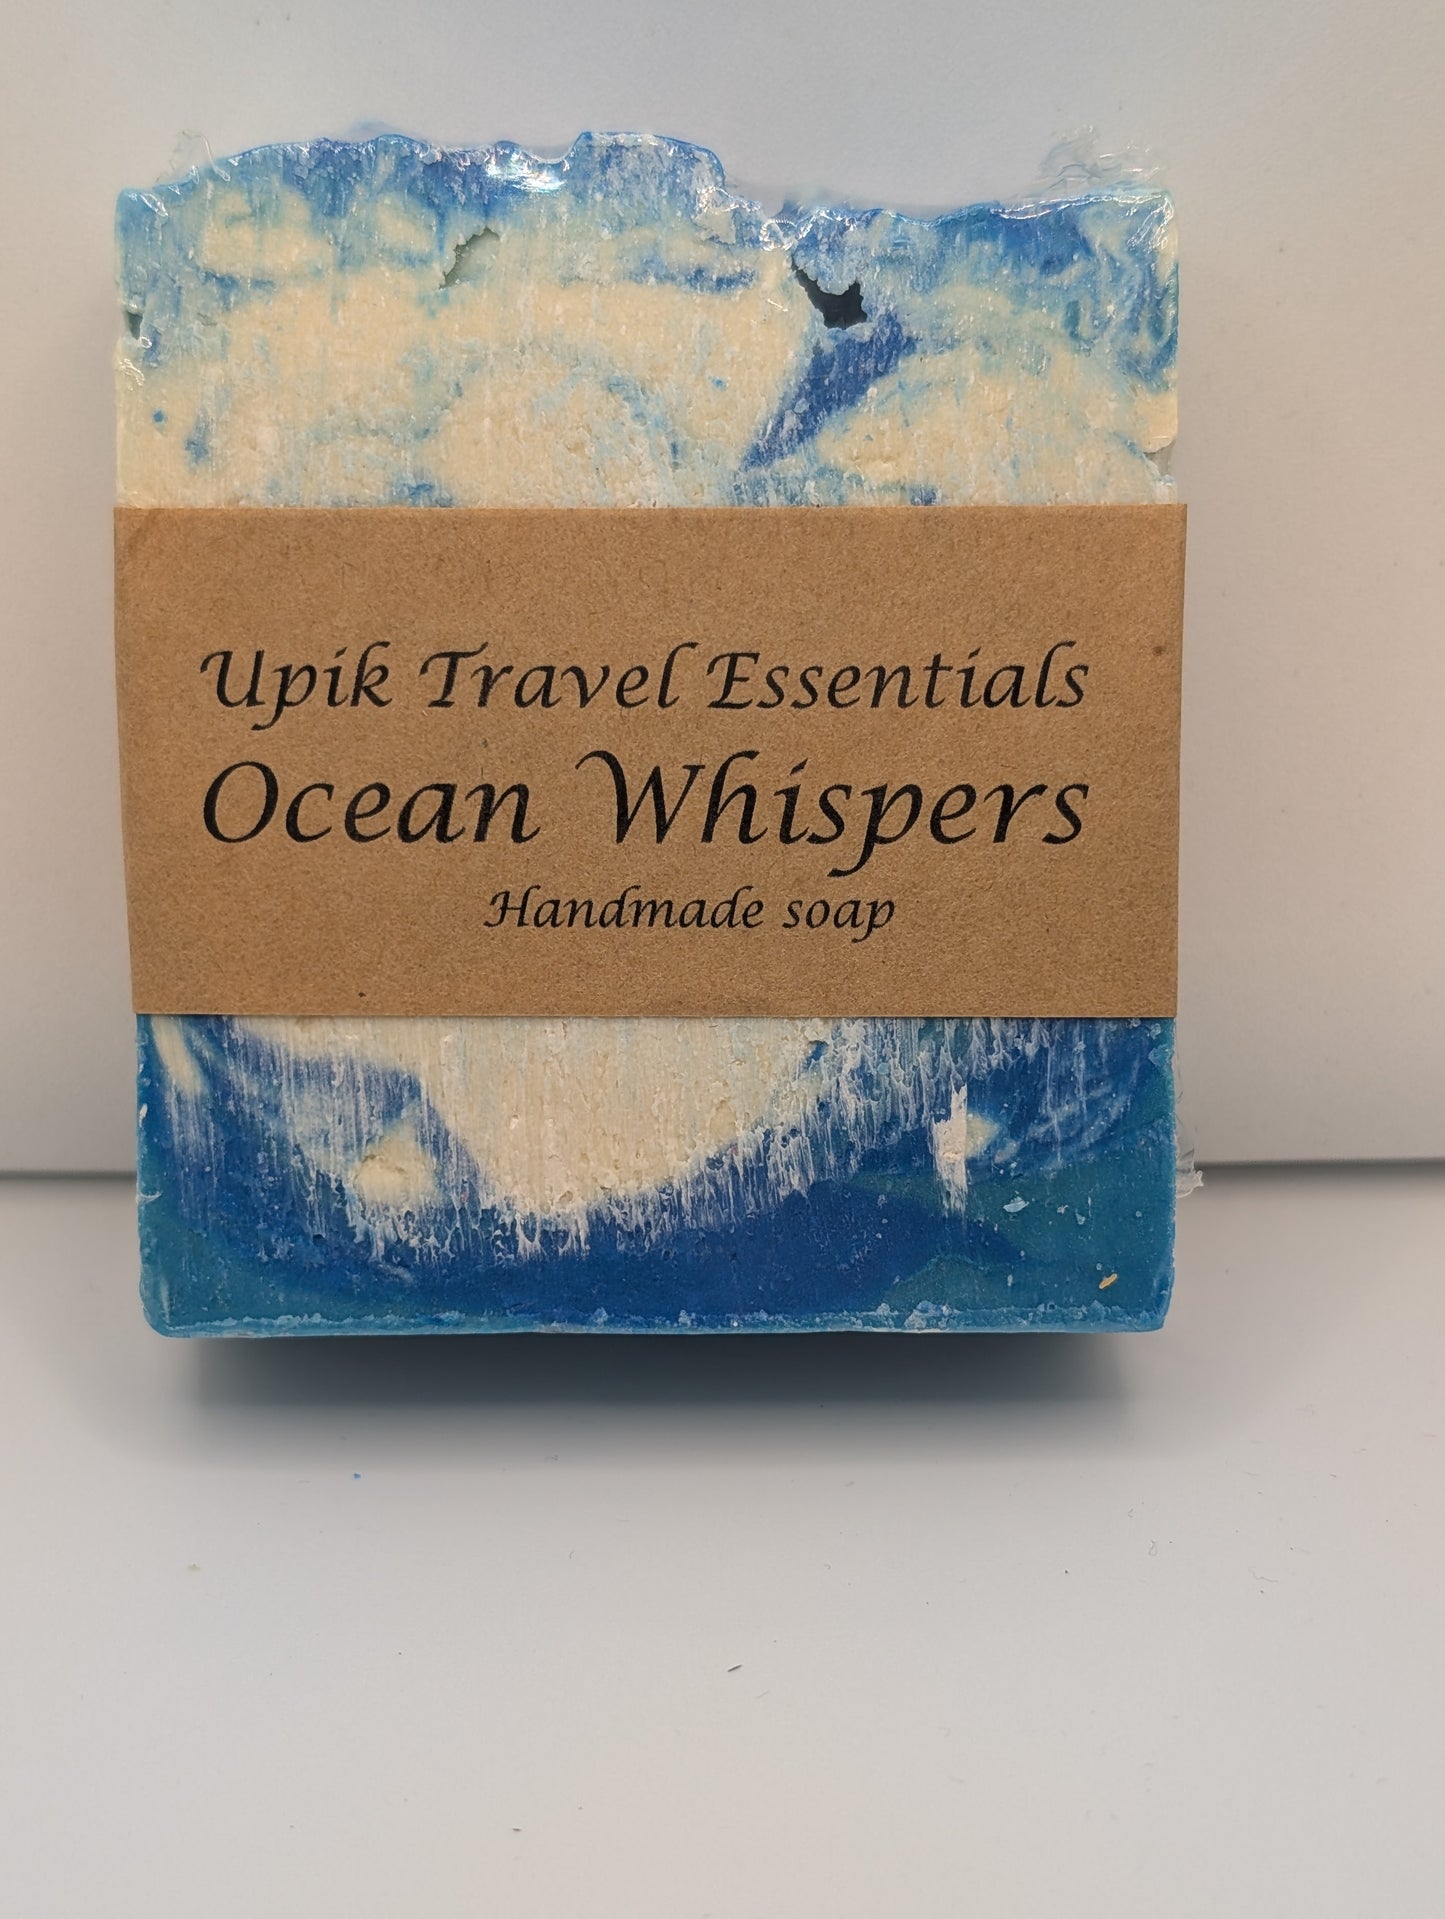 Upik Travel Essentials
Ocean Whispers
Handmade soap